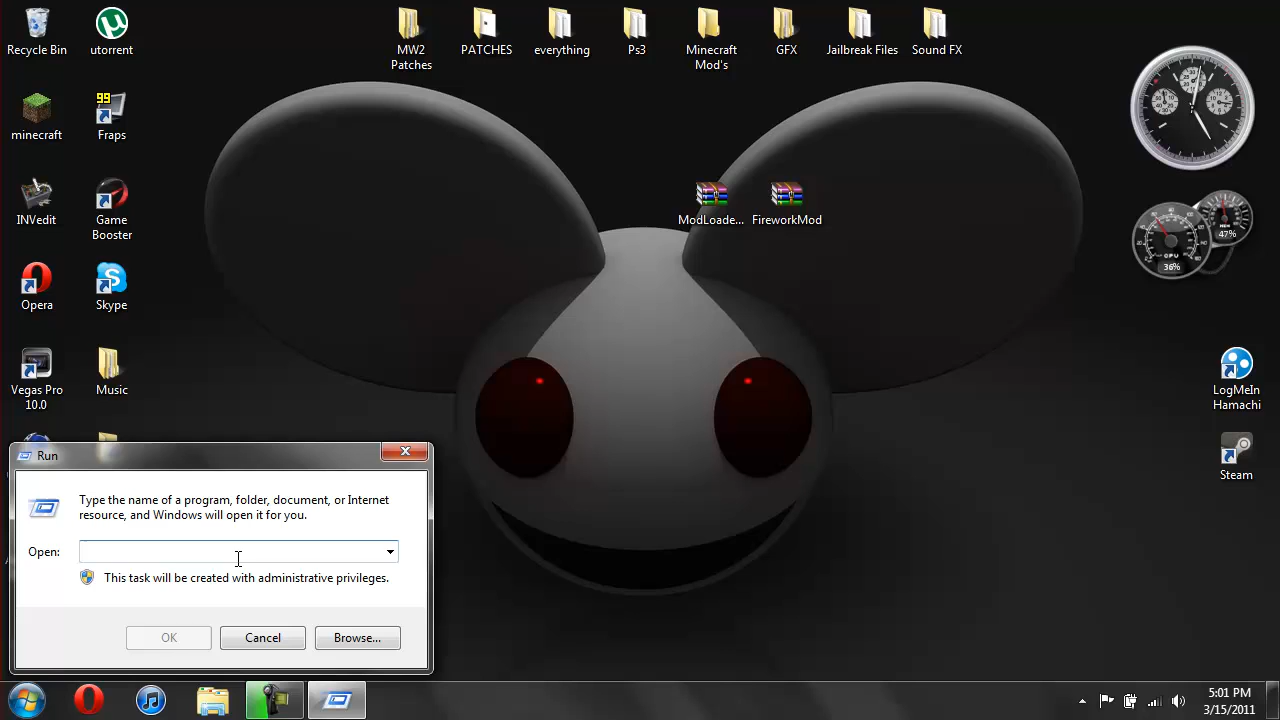 Recycle Bin
utorrent
MW2
Patches
PATCHES
everything
Ps3
Minecraft
Mod's
GFX
Jailbreak Files
Sound FX
minecraft
99
Fraps
INVedit
Game
Booster
ModLoade...
FireworkMod
47%
36%
Opera
Skype
Vegas Pro
10.0
Music
LogMeIn
Hamachi
Steam
Run
Type the name of a program, folder, document, or Internet
resource, and Windows will open it for you.
Open:
This task will be created with administrative privileges.
OK
Cancel
Browse...
5:01 PM
3/15/2011